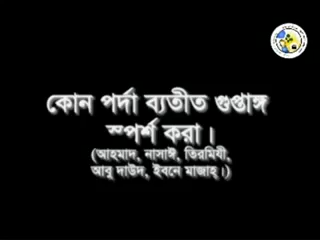 কোন পর্দা ব্যতীত গুপ্তাঙ্গ
স্পর্শ করা।
(আহমাদ, নাসাঈ, তিরমিযী,
আবু দাউদ, ইবনে মাজাহ্।)